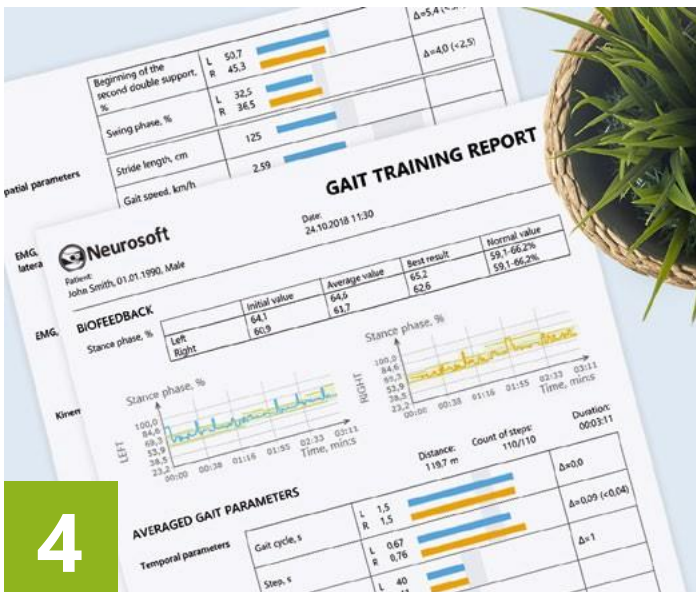 Beginning of the
second double support,
%
L 50,7
R 45,3
Δ=5,4
Δ=4,0 (<2,5)
Swing phase, %
L 32,5
R 36,5
patial parameters
Stride length, cm
125
Gait speed, km/h
2,59
EMG,
latera
EMG,
Kinem
Neurosoft
GAIT TRAINING REPORT
Patient:
John Smith, 01.01.1990, Male
Date:
24.10.2018 11:30
BIOFEEDBACK
Initial value Average value Best result Normal value
Stance phase, %
Left 64,1 64,6 65,2 59,1-66,2%
Right 60,9 61,7 62,6 59,1-66,2%
Stance phase, %
LEFT
100,0
84,6
69,3
53,9
38,5
23,2
00:00 00:38 01:16 01:55 02:33 03:11
Time, min:s
Stance phase, %
RIGHT
100,0
84,6
69,3
53,9
38,5
23,2
00:00 00:38 01:16 01:55 02:33 03:11
Time, min:s
Distance:
119,7 m
Count of steps:
110/110
Duration:
00:03:11
AVERAGED GAIT PARAMETERS
Temporal parameters
Gait cycle, s
L 1,5
R 1,5
Δ=0,0
Step, s
L 0,67
R 0,76
Δ=0,09 (<0,04)
L 40
Δ=1
4